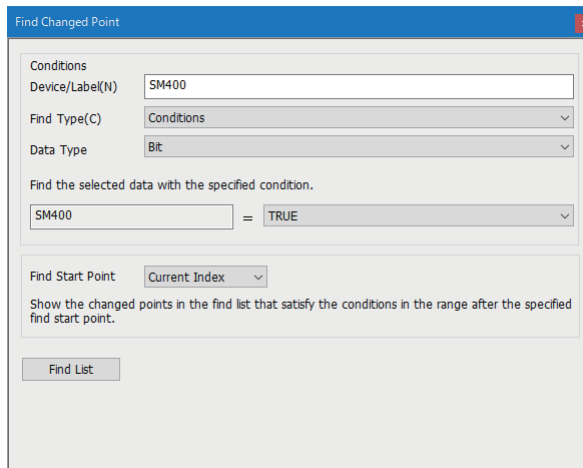 Find Changed Point
Conditions
Device/Label(N) SM400
Find Type(C) Conditions
Data Type Bit
Find the selected data with the specified condition.
SM400 = TRUE
Find Start Point Current Index
Show the changed points in the find list that satisfy the conditions in the range after the specified
find start point.
Find List